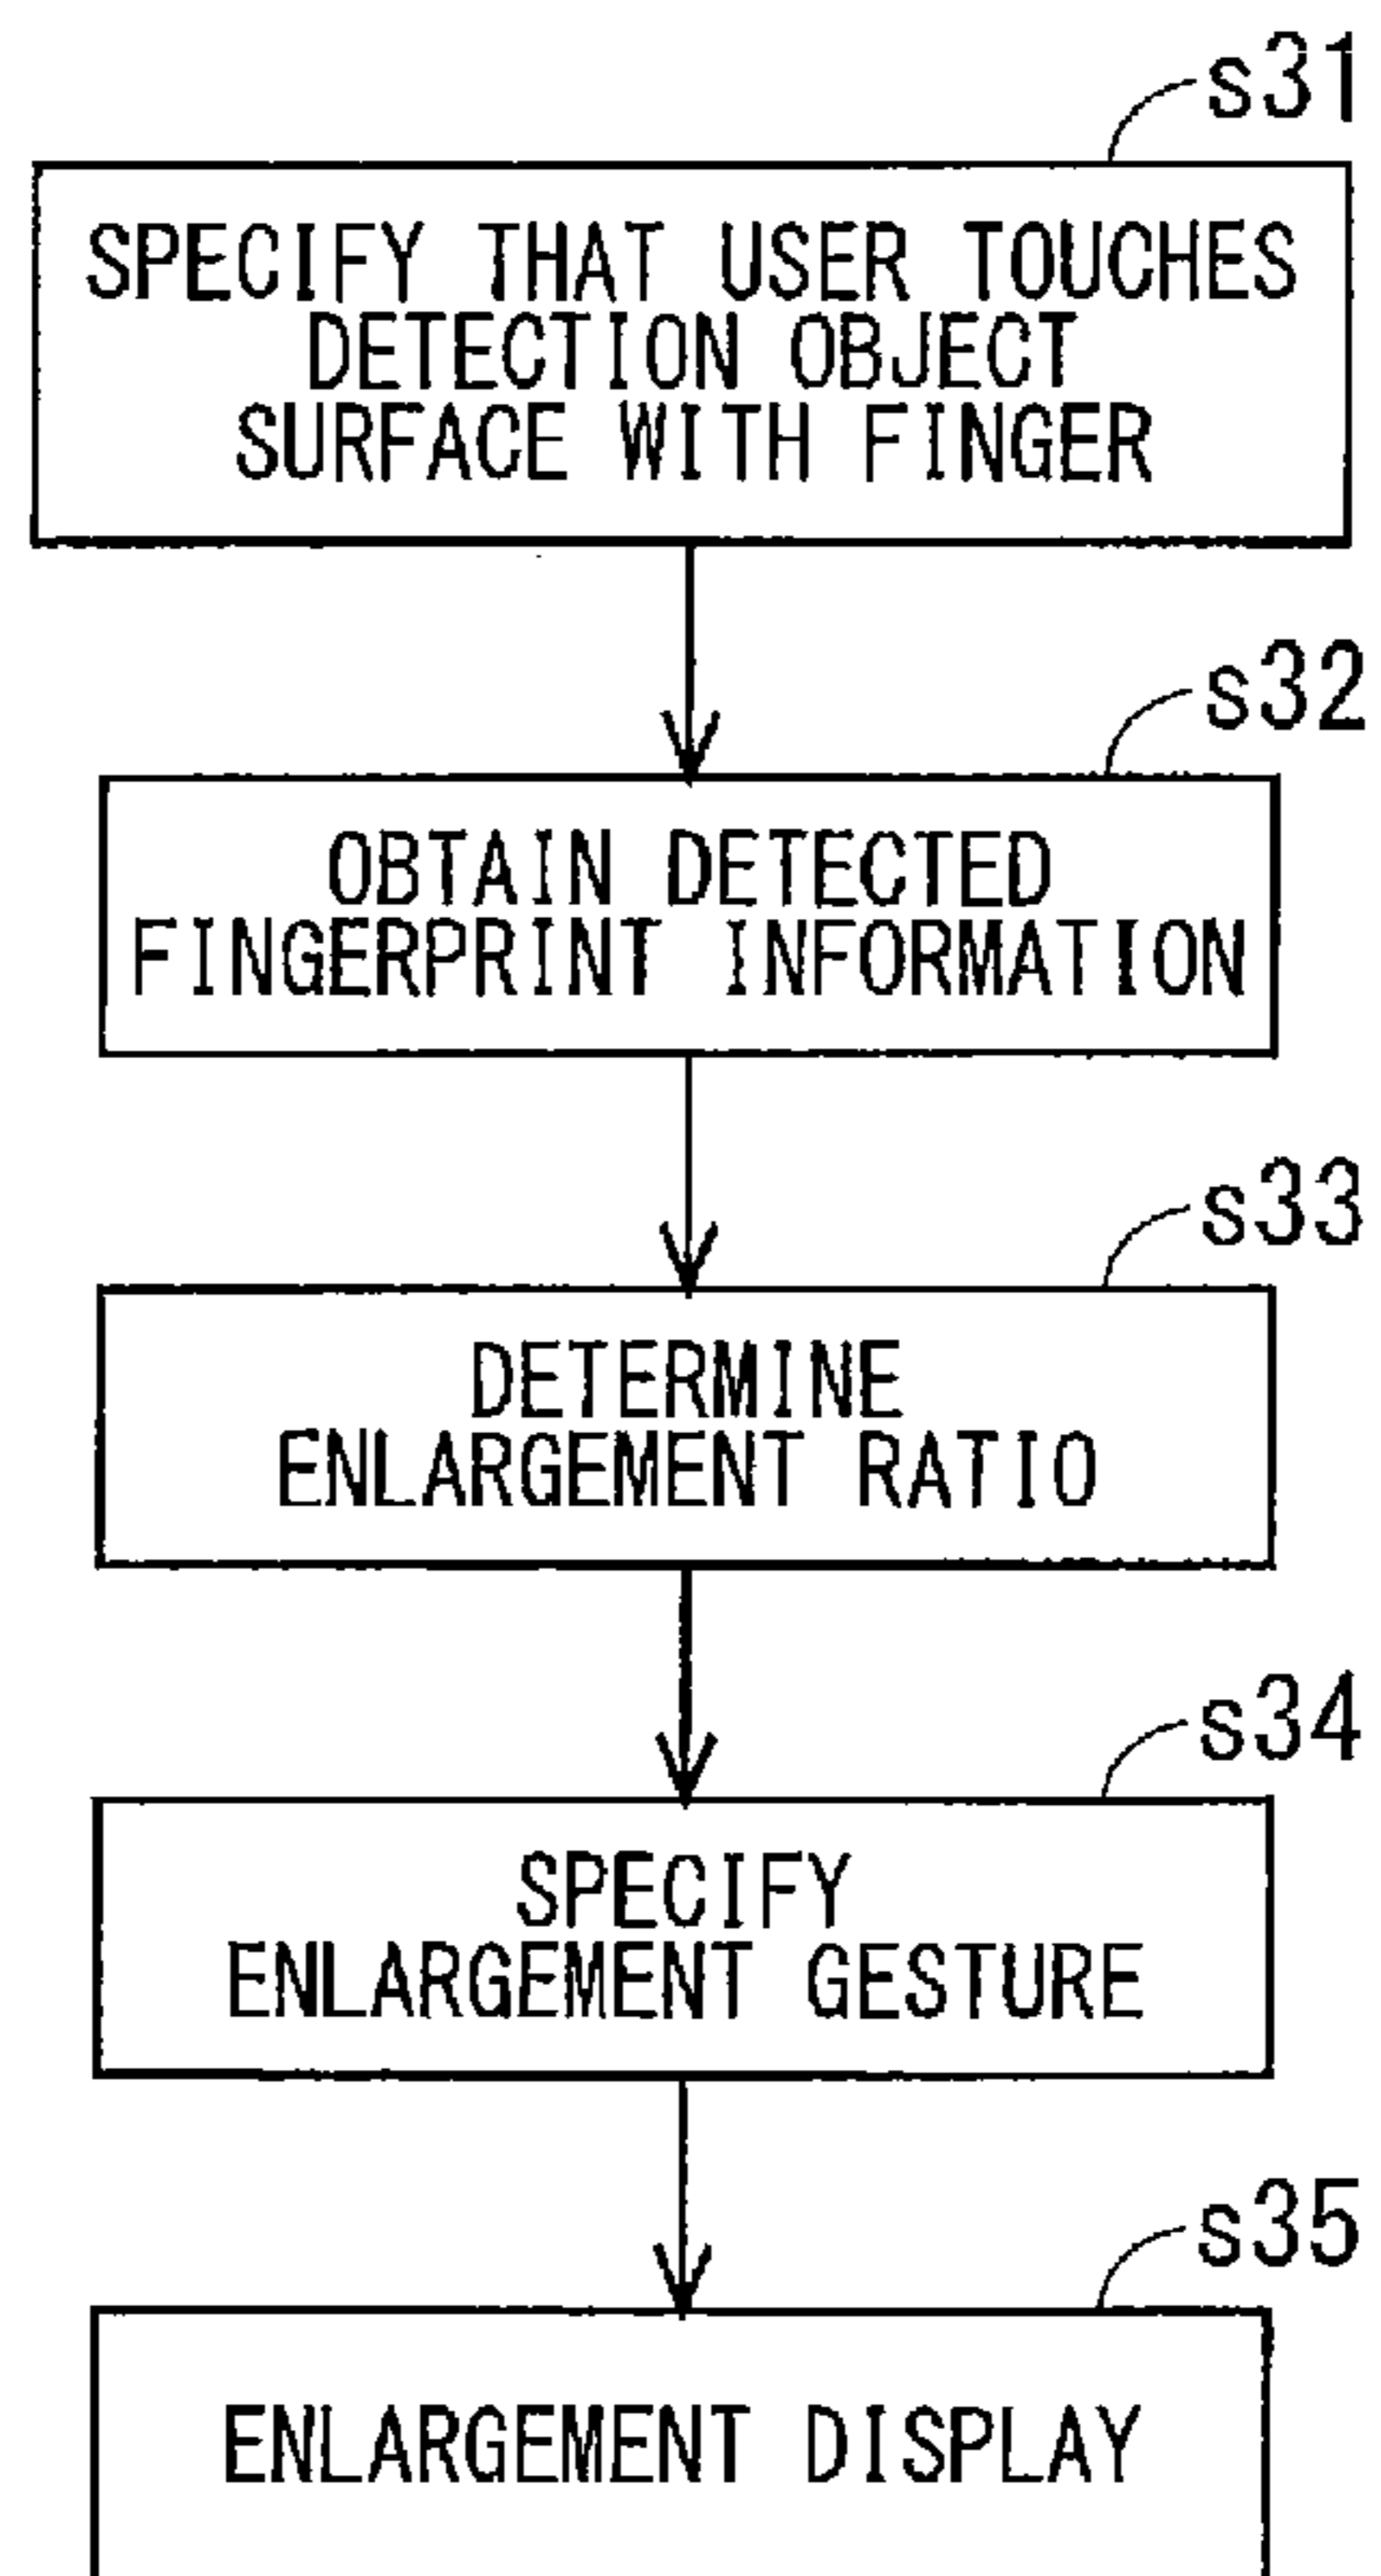 s31
SPECIFY THAT USER TOUCHES
DETECTION OBJECT
SURFACE WITH FINGER
s32
OBTAIN DETECTED
FINGERPRINT INFORMATION
s33
DETERMINE
ENLARGEMENT RATIO
s34
SPECIFY
ENLARGEMENT GESTURE
s35
ENLARGEMENT DISPLAY